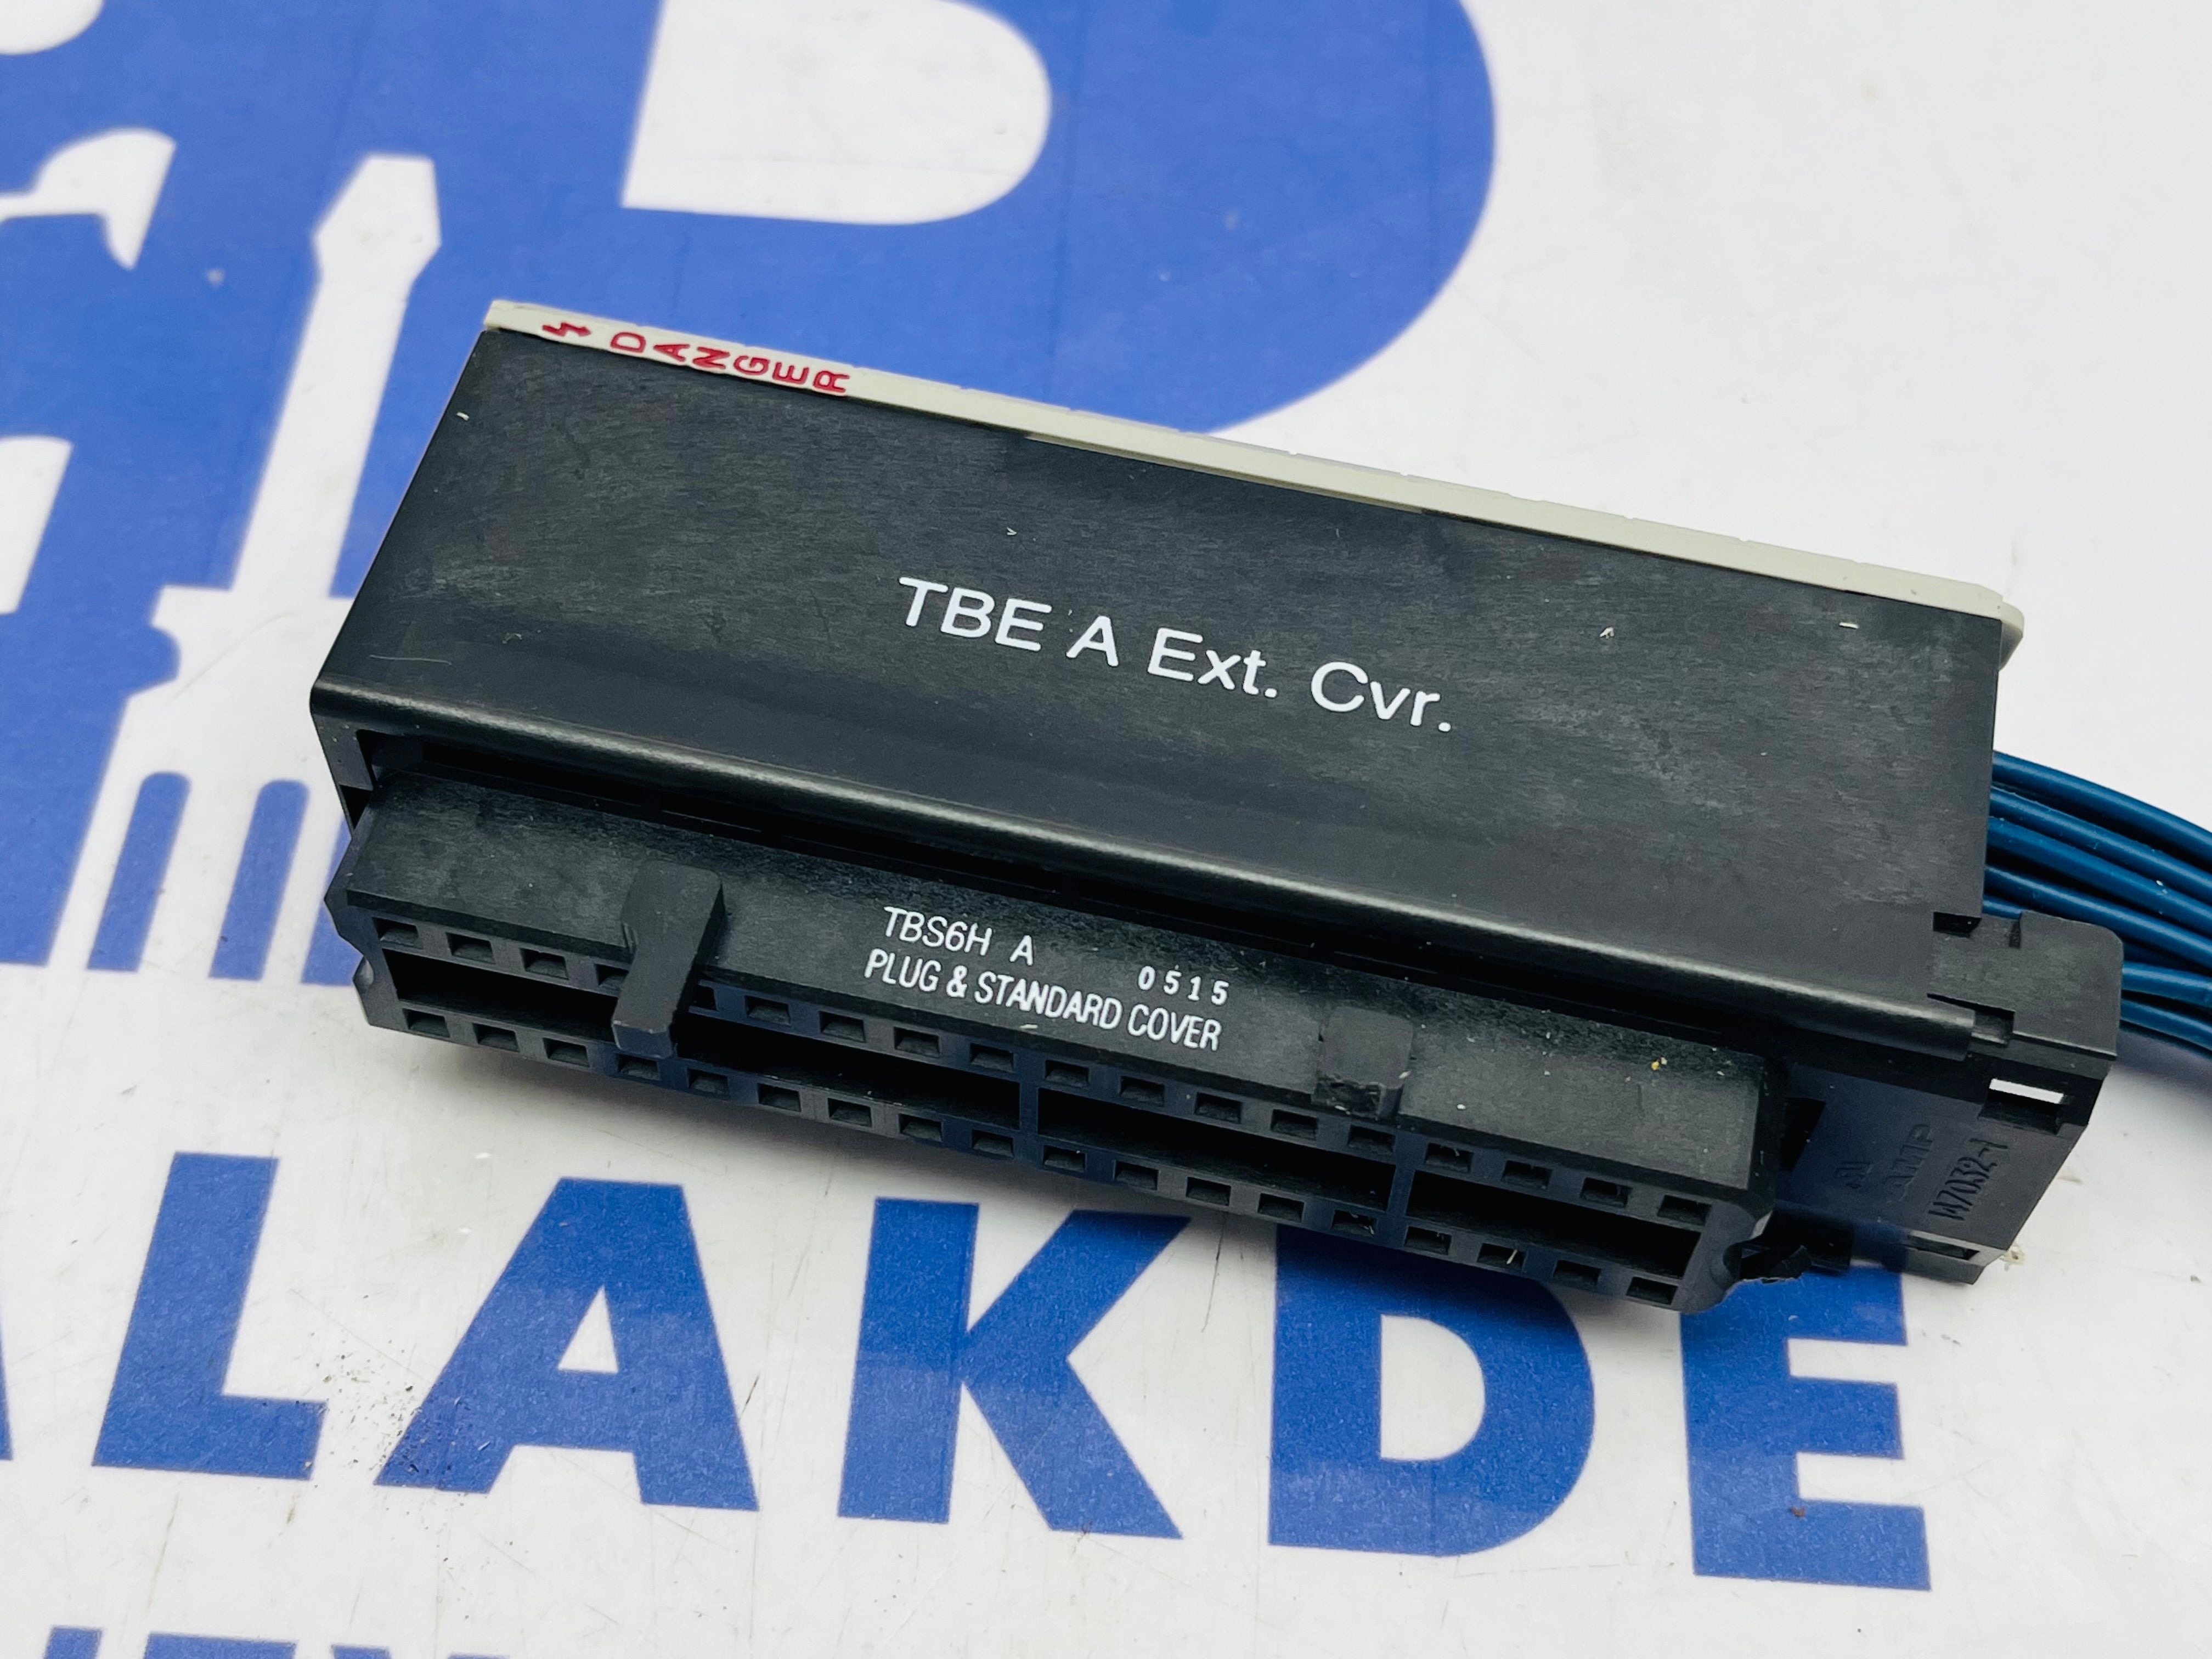 DANGER
TBE A Ext. Cvr.
TBS6H A 0515
PLUG & STANDARD COVER
AMP
LAKDE